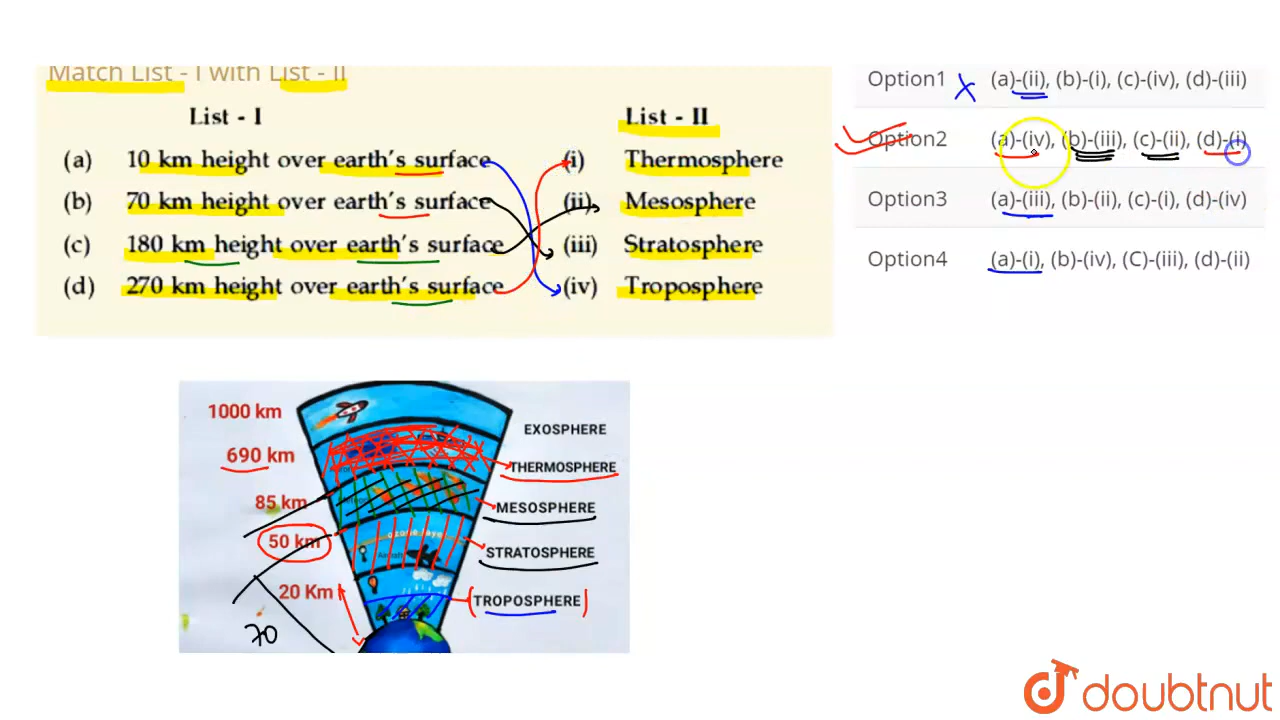 Match List - I with List - II
List - I
List - II
(a) 10 km height over earth's surface (i) Thermosphere
(b) 70 km height over earth's surface (ii) Mesosphere
(c) 180 km height over earth's surface (iii) Stratosphere
(d) 270 km height over earth's surface (iv) Troposphere
Option1 X (a)-(ii), (b)-(i), (c)-(iv), (d)-(iii)
Option2 (a)-(iv), (b)-(iii), (c)-(ii), (d)-(i)
Option3 (a)-(iii), (b)-(ii), (c)-(i), (d)-(iv)
Option4 (a)-(i), (b)-(iv), (C)-(iii), (d)-(ii)
1000 km
EXOSPHERE
690 km
THERMOSPHERE
85 km
MESOSPHERE
50 km
ozone layer
Aircraft
STRATOSPHERE
20 Km
(TROPOSPHERE)
70
doubtnut